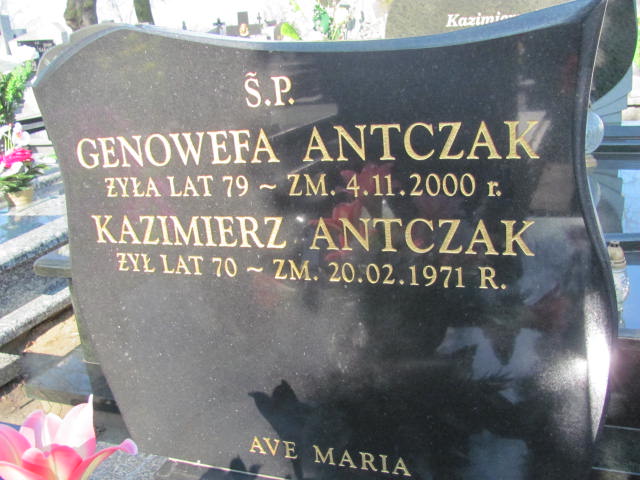 Kazimier
Ś.P.
GENOWEFA ANTCZAK
ŻYŁA LAT 79 ~ ZM. 4.11.2000 r.
KAZIMIERZ ANTCZAK
ŻYŁ LAT 70 ~ ZM. 20.02.1971 R.
AVE MARIA